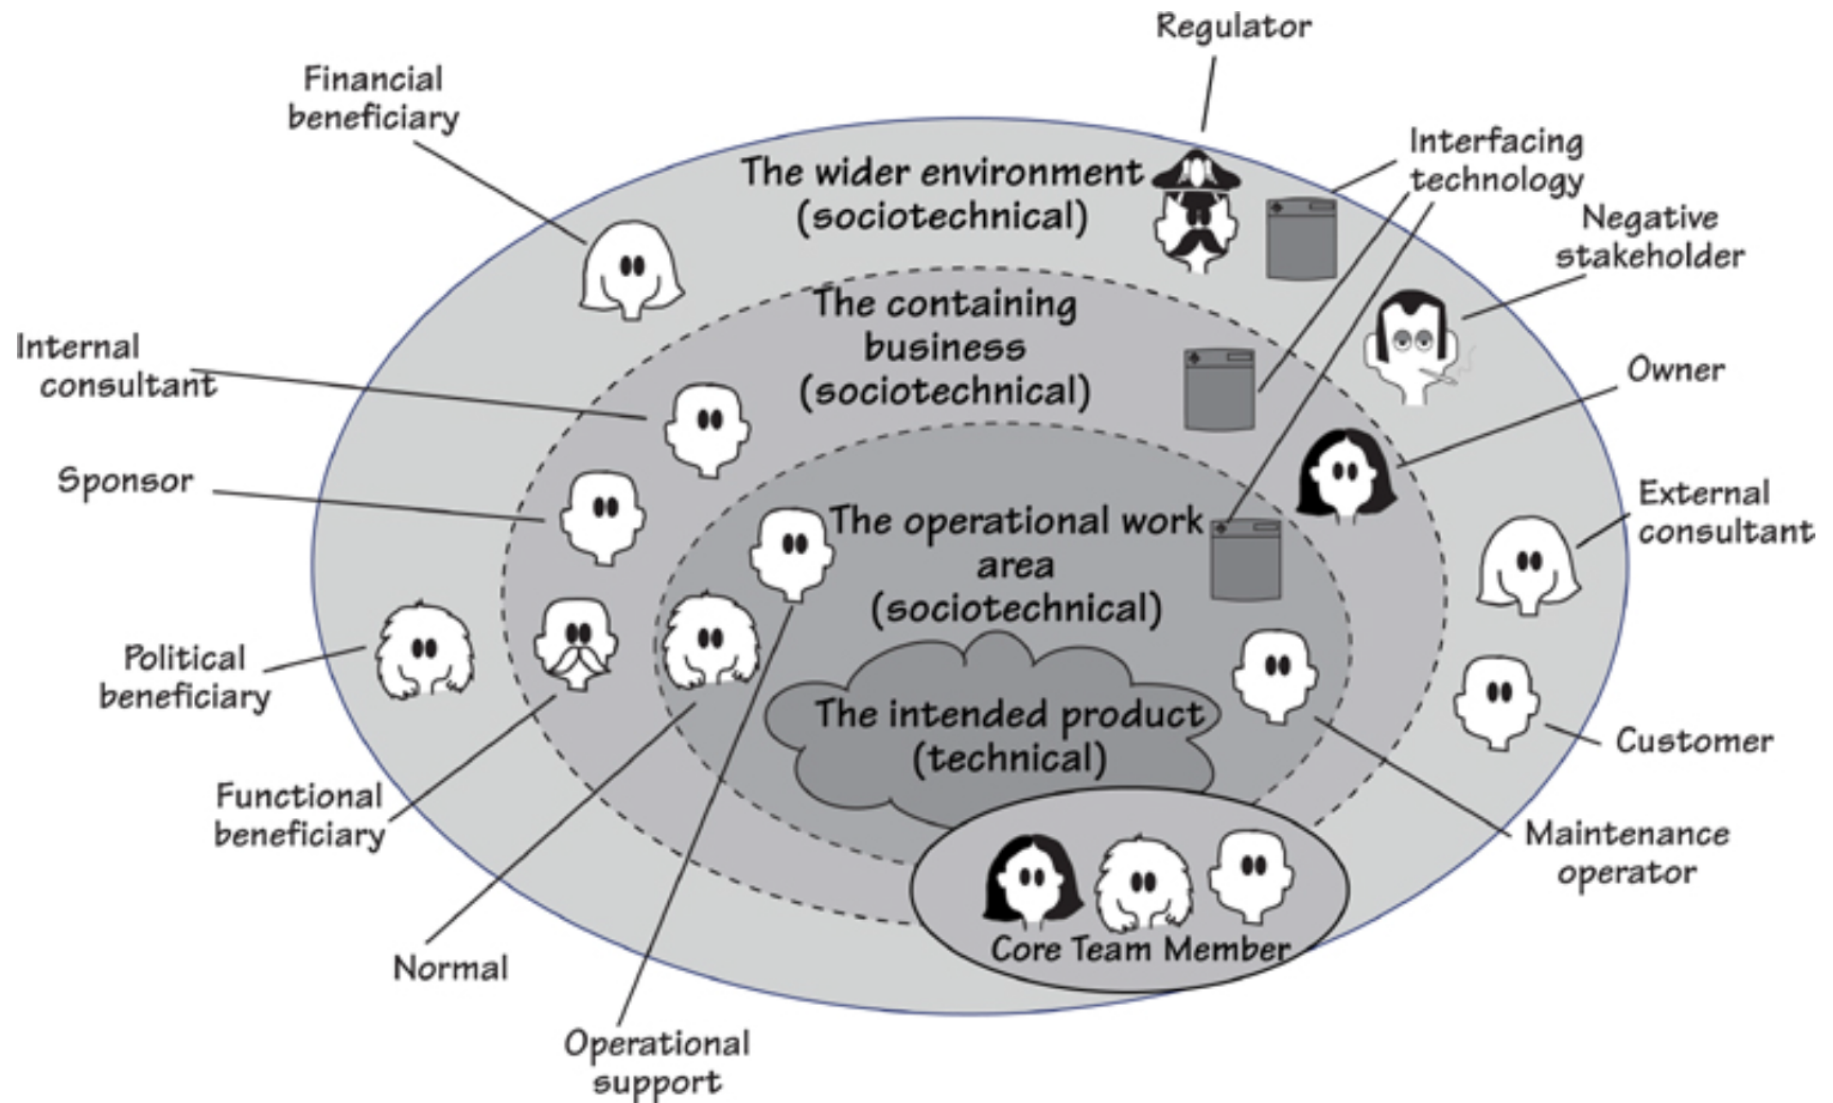 Regulator
Financial
beneficiary
Interfacing
technology
The wider environment
(sociotechnical)
Negative
stakeholder
The containing
business
(sociotechnical)
Internal
consultant
Owner
Sponsor
External
consultant
The operational work
area
(sociotechnical)
Political
beneficiary
The intended product
(technical)
Customer
Functional
beneficiary
Maintenance
operator
Core Team Member
Normal
Operational
support